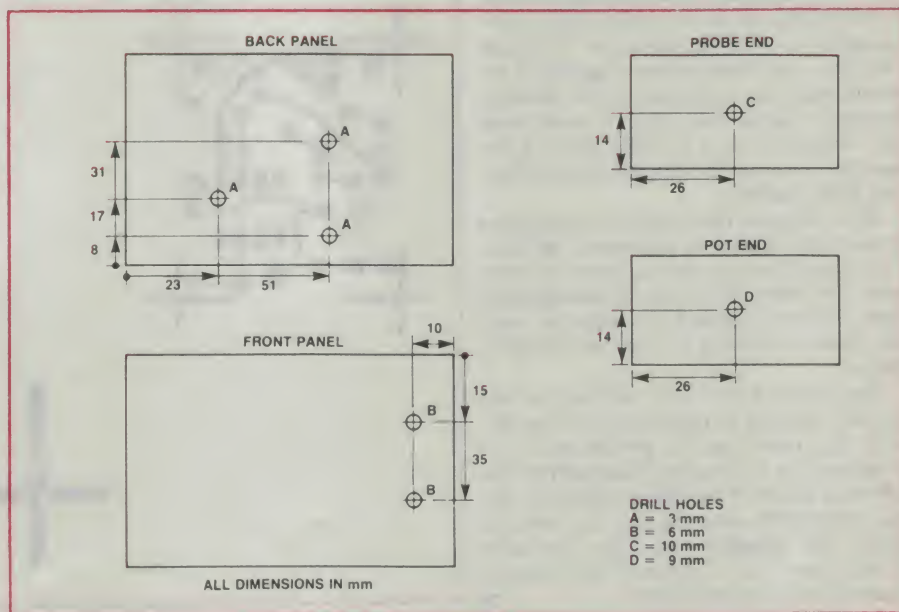 BACK PANEL
A
31
A
17
A
8
23
51
PROBE END
C
14
26
POT END
D
14
26
FRONT PANEL
10
15
B
35
B
DRILL HOLES
A = 3 mm
B = 6 mm
C = 10 mm
D = 9 mm
ALL DIMENSIONS IN mm